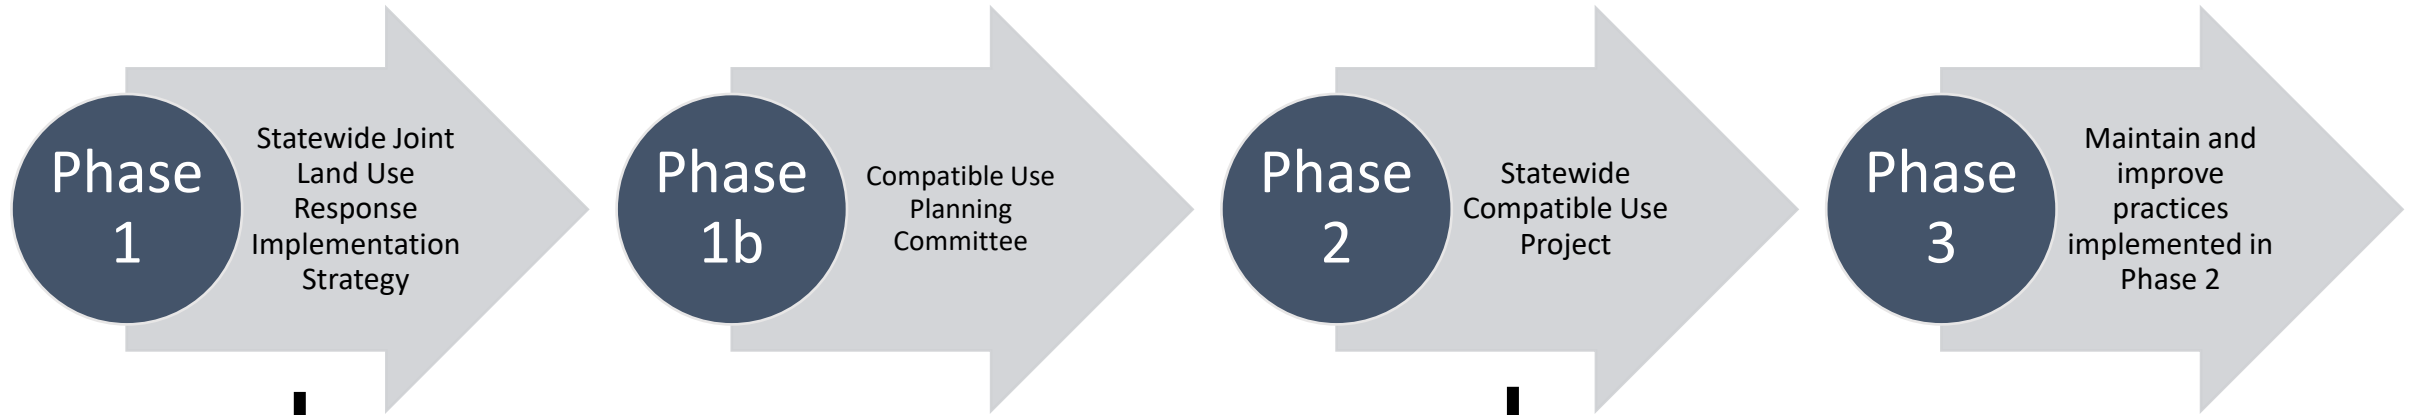 Phase
1
Statewide Joint
Land Use
Response
Implementation
Strategy
Phase
1b
Compatible Use
Planning
Committee
Phase
2
Statewide
Compatible Use
Project
Phase
3
Maintain and
improve
practices
implemented in
Phase 2